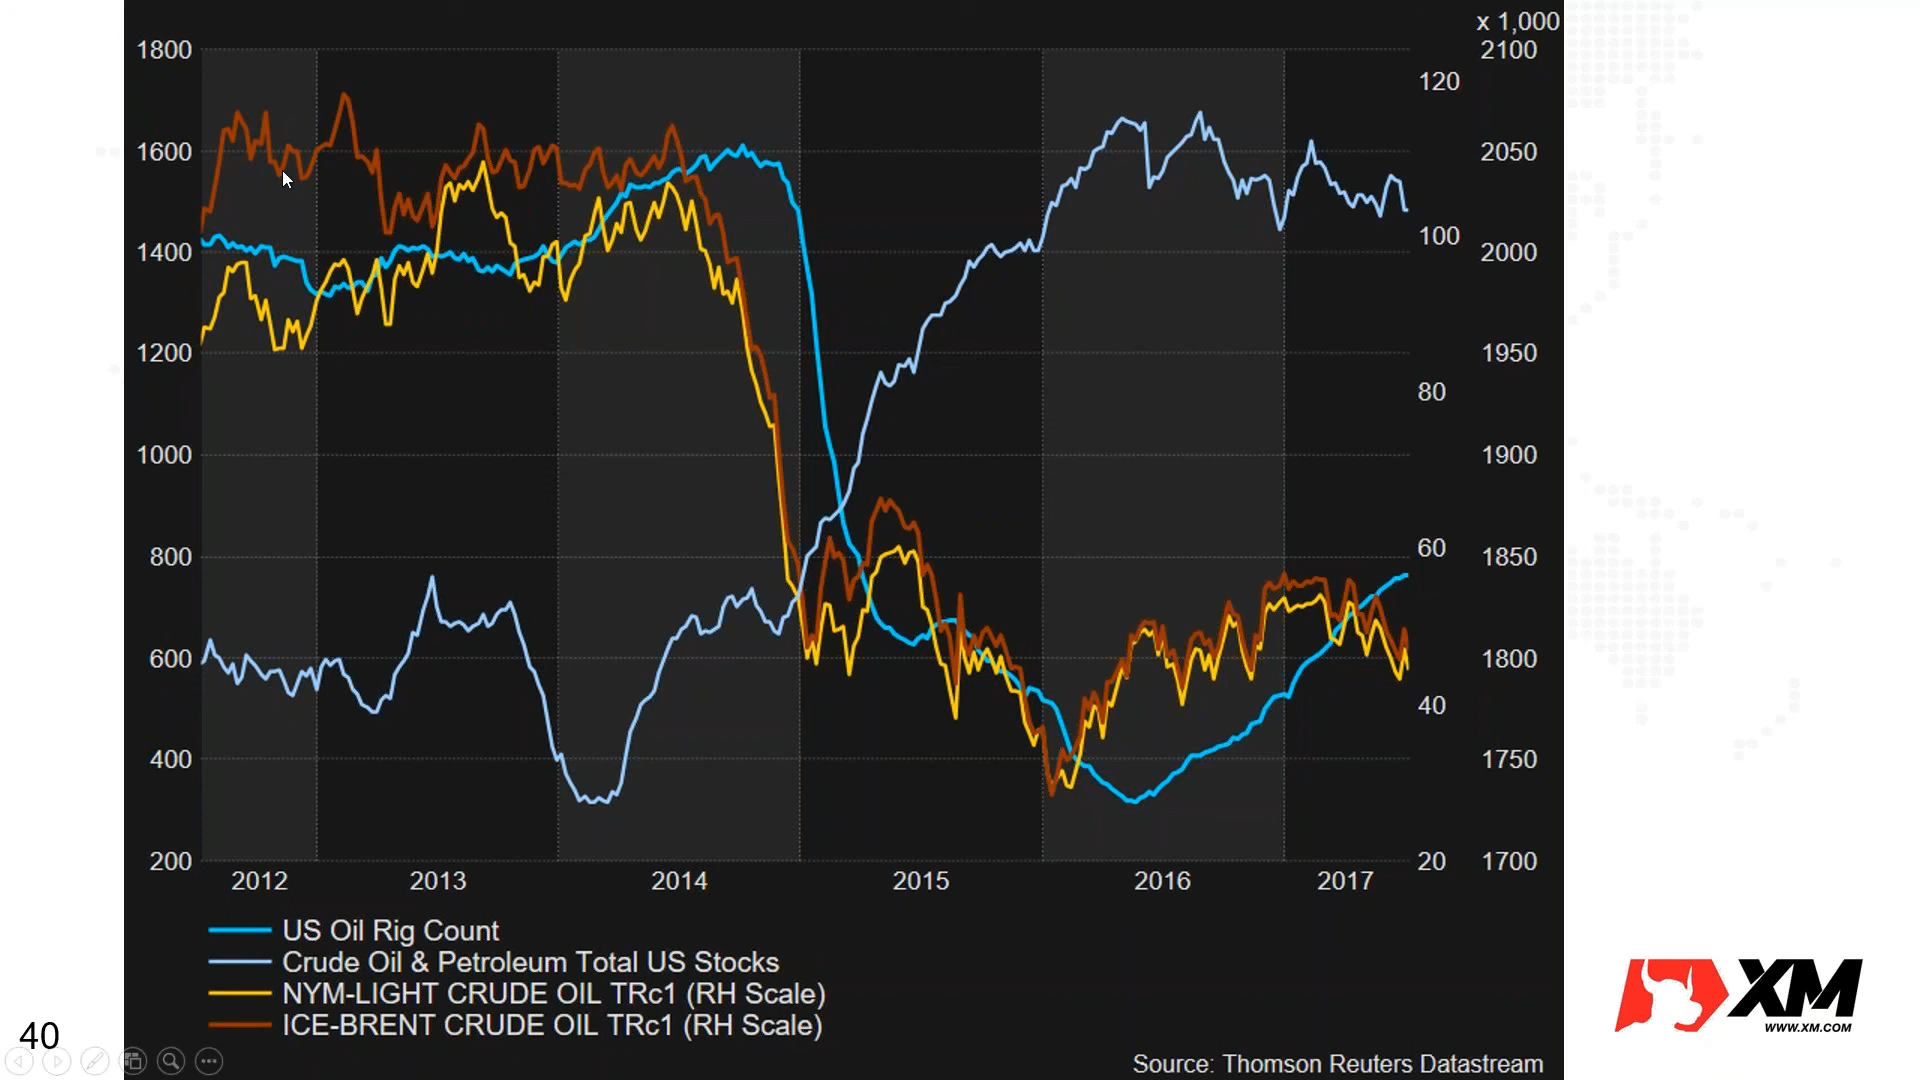 x 1,000
1800
1600
1400
1200
1000
800
600
400
200
120
100
80
60
40
20
2100
2050
2000
1950
1900
1850
1800
1750
1700
2012 2013 2014 2015 2016 2017
US Oil Rig Count
Crude Oil & Petroleum Total US Stocks
NYM-LIGHT CRUDE OIL TRc1 (RH Scale)
ICE-BRENT CRUDE OIL TRc1 (RH Scale)
Source: Thomson Reuters Datastream
XM
WWW.XM.COM
40